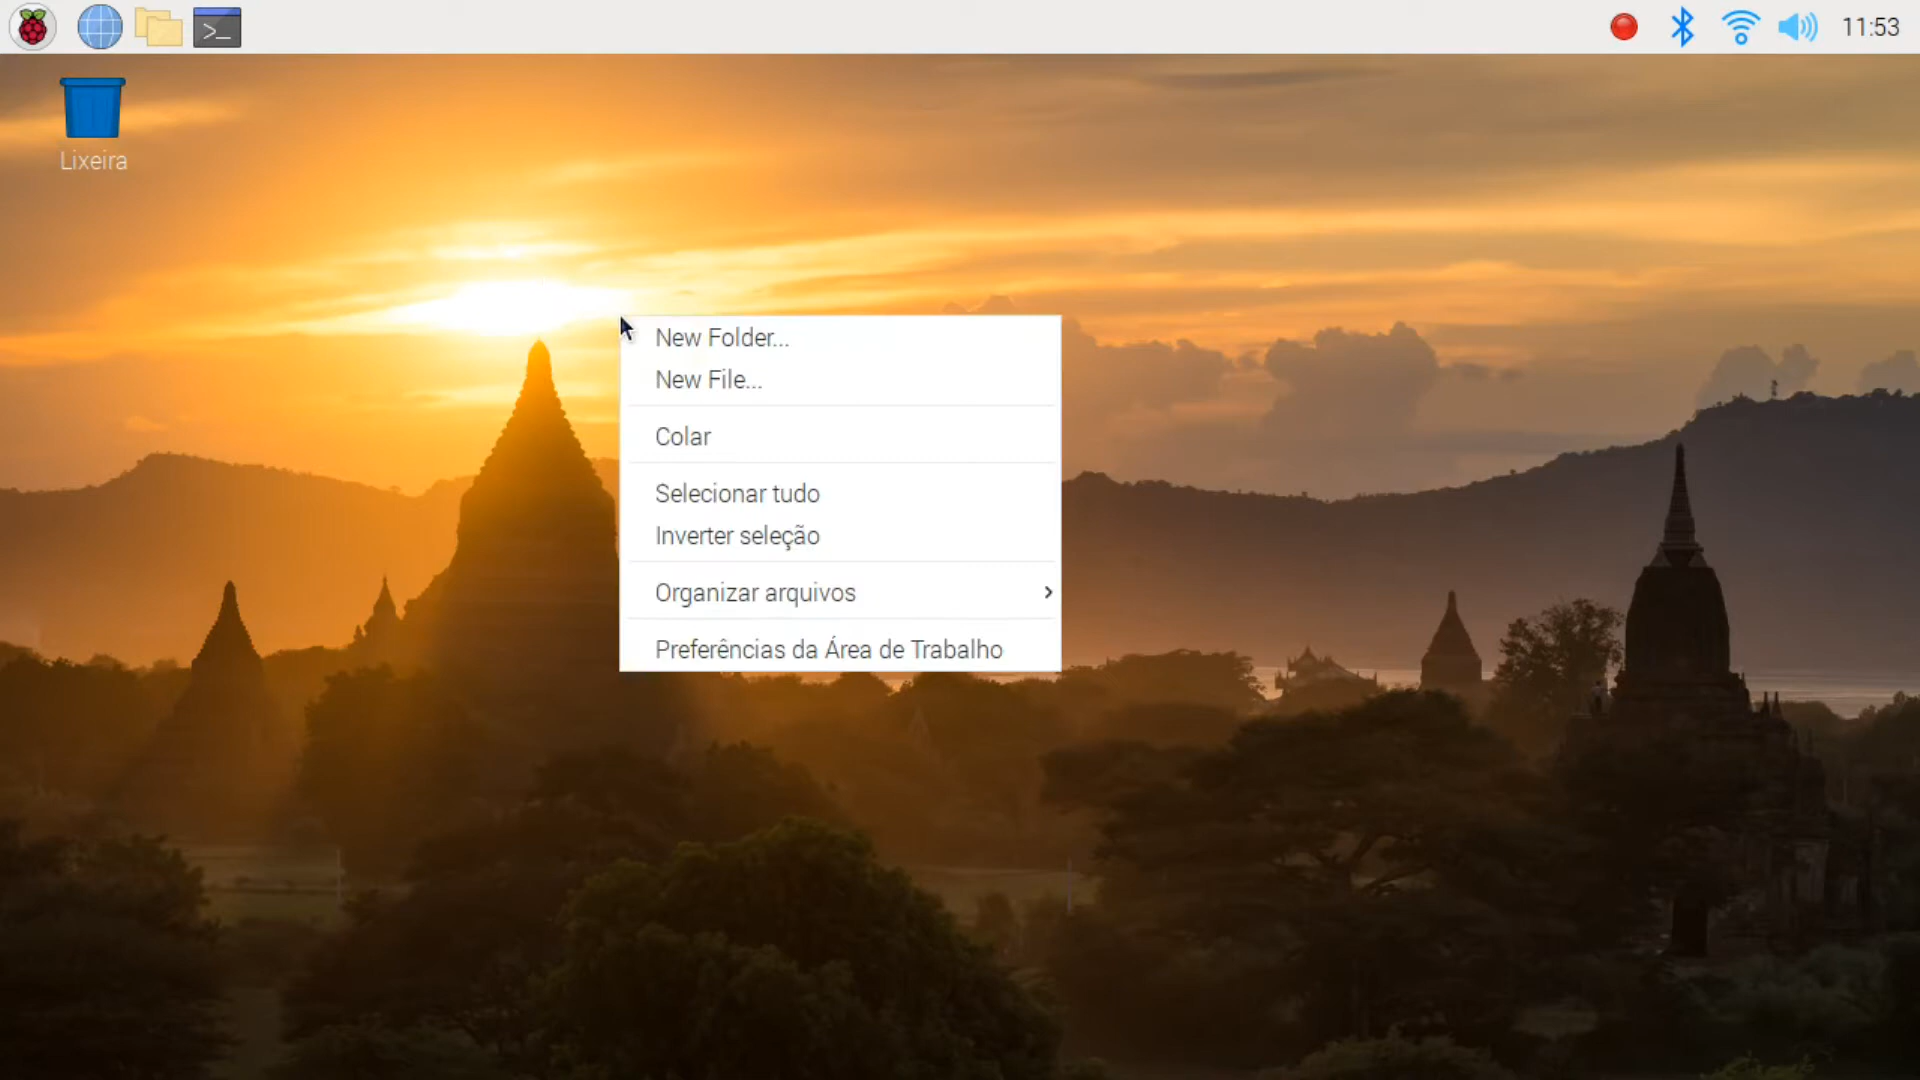 11:53
Lixeira
New Folder...
New File...
Colar
Selecionar tudo
Inverter seleção
Organizar arquivos
Preferências da Área de Trabalho